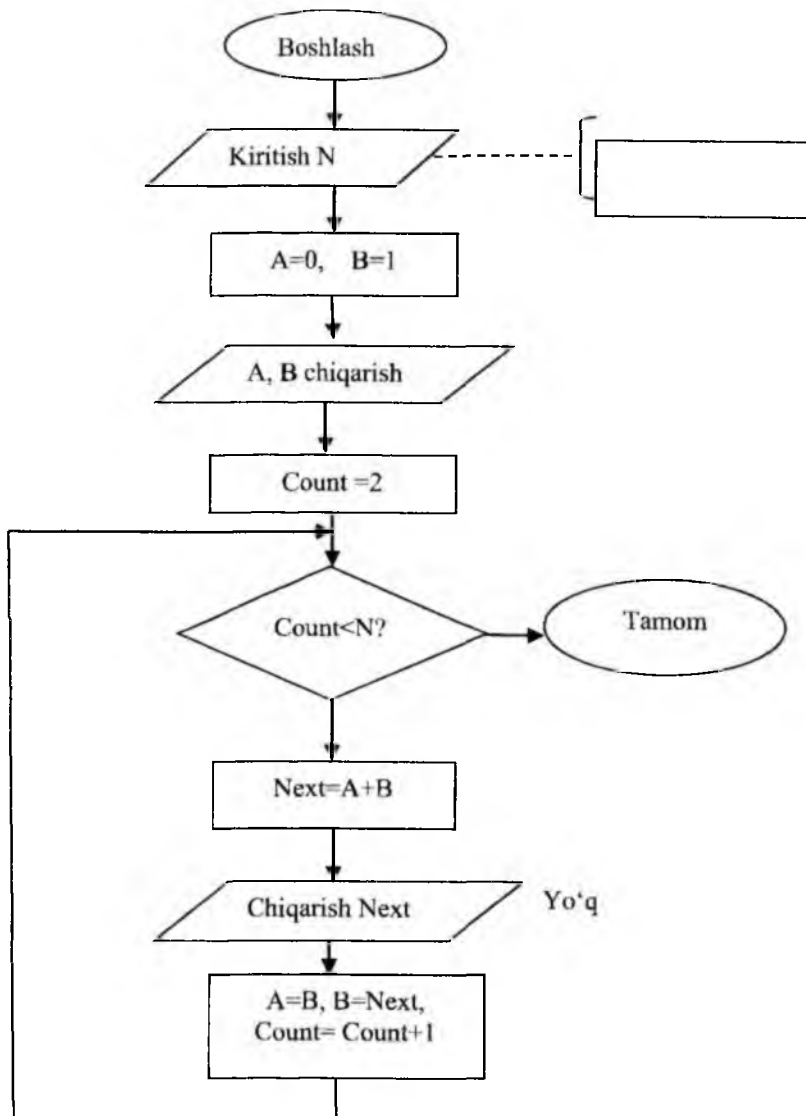 Boshlash
Kiritish N
A=0, B=1
A, B chiqarish
Count =2
Count<N?
Tamom
Next=A+B
Chiqarish Next
Yo‘q
A=B, B=Next,
Count= Count+1